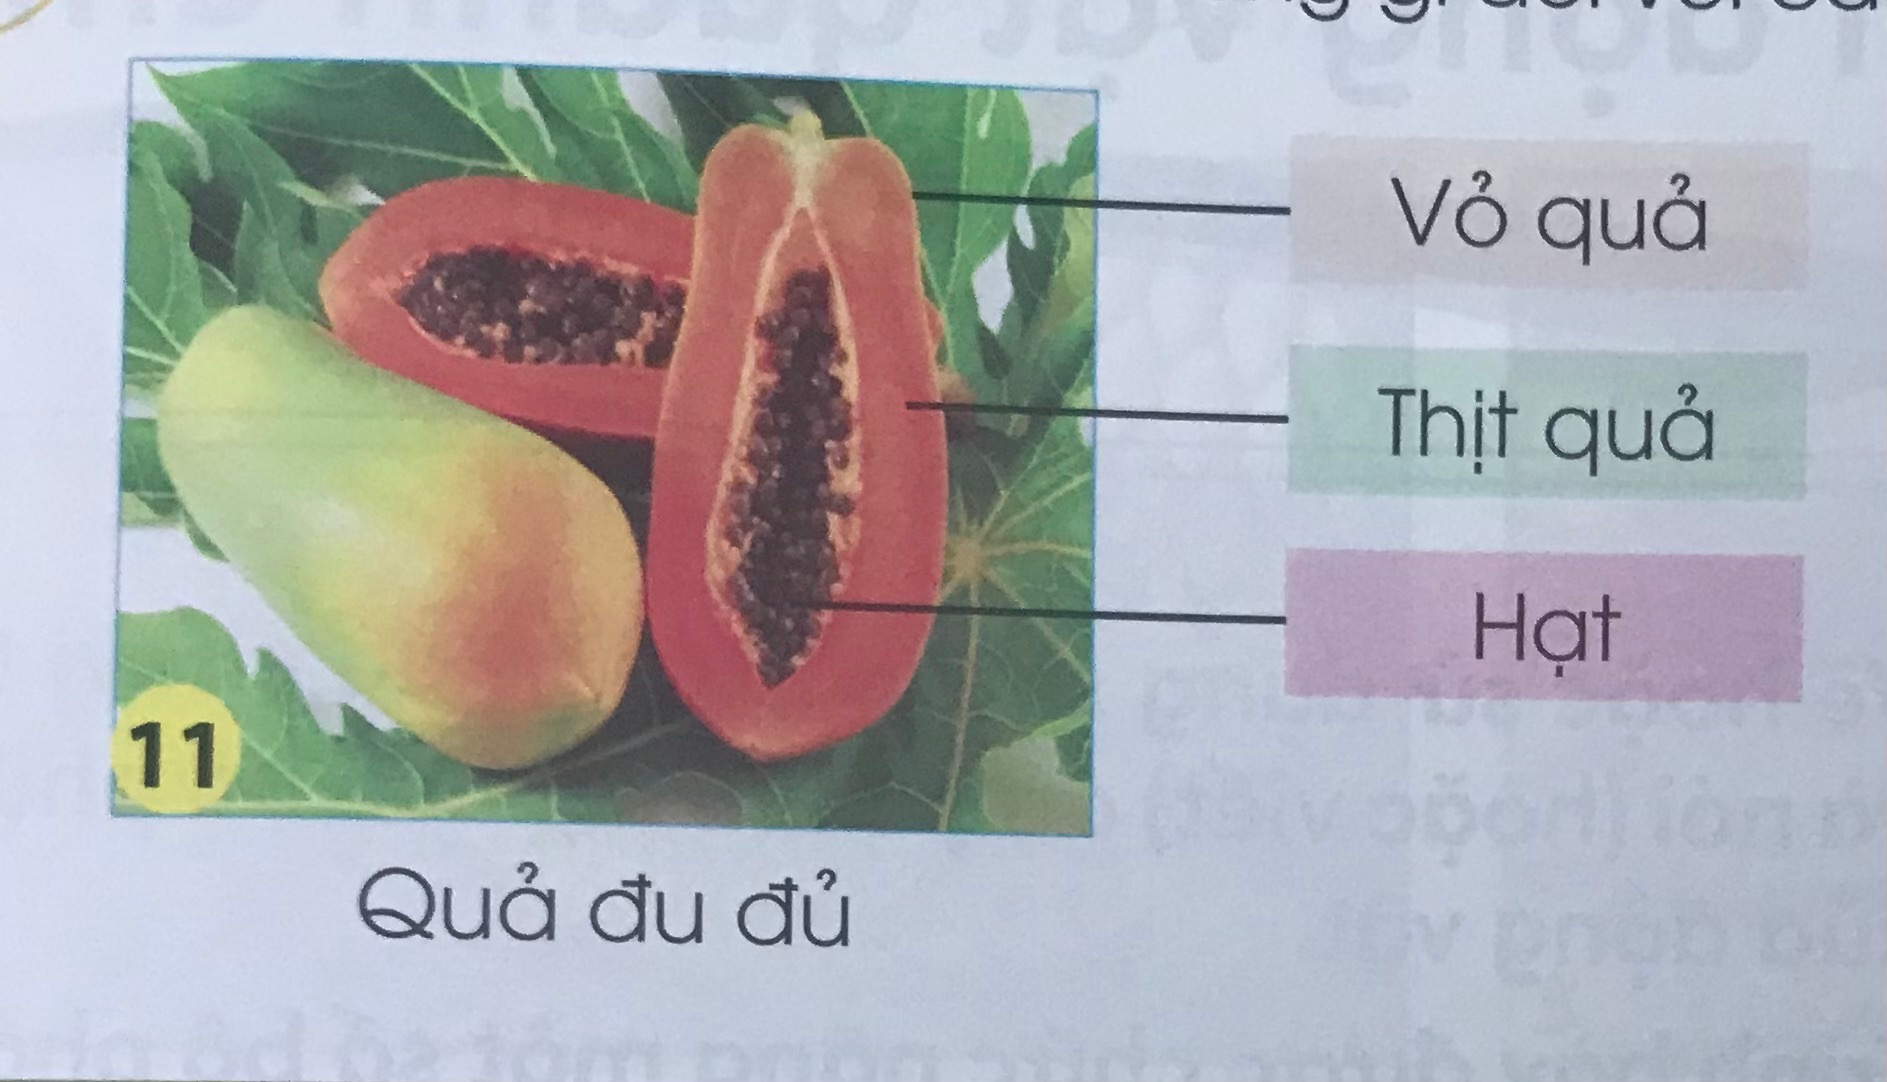 Vỏ quả
Thịt quả
Hạt
11
Quả đu đủ